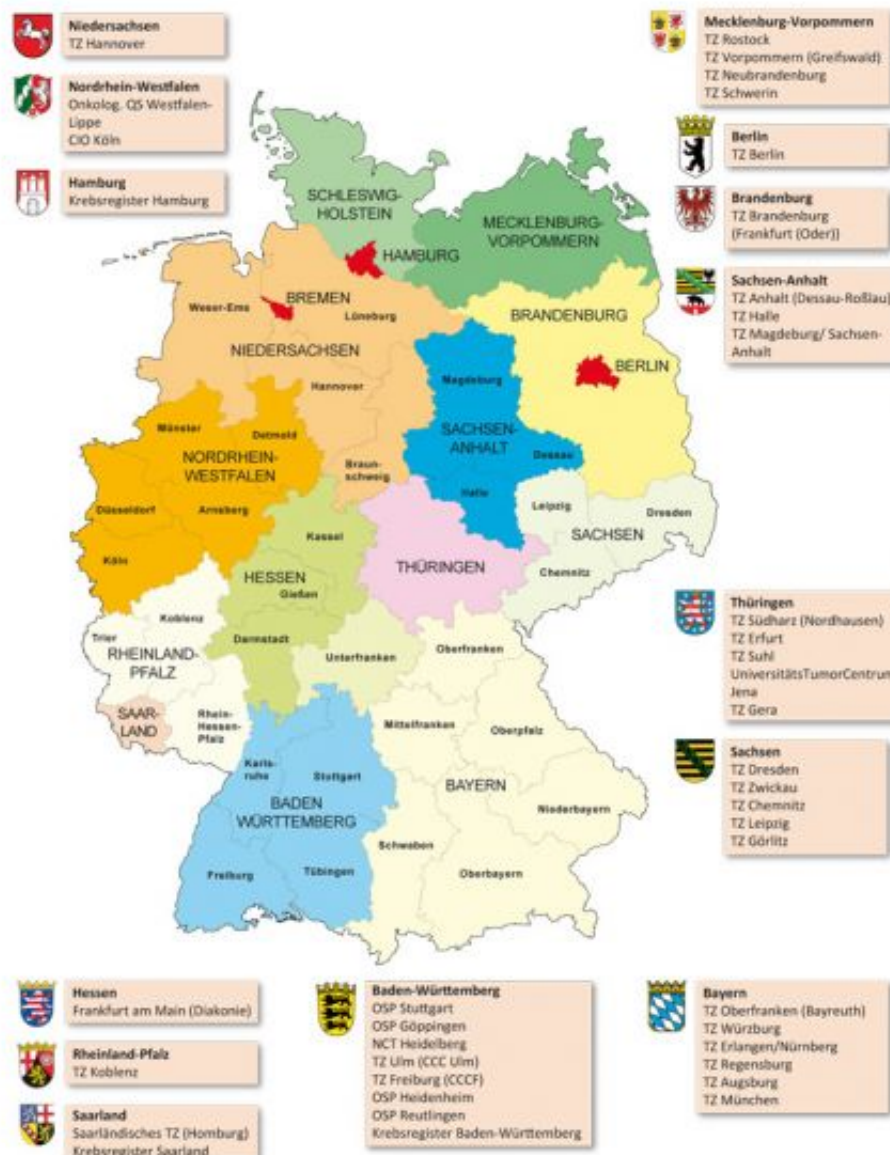 Niedersachsen
TZ Hannover
Nordrhein-Westfalen
Onkolog. QS Westfalen-
Lippe
CIO Köln
Hamburg
Krebsregister Hamburg
Mecklenburg-Vorpommern
TZ Rostock
TZ Vorpommern (Greifswald)
TZ Neubrandenburg
TZ Schwerin
Berlin
TZ Berlin
Brandenburg
TZ Brandenburg
(Frankfurt (Oder))
Sachsen-Anhalt
TZ Anhalt (Dessau-Roßlau)
TZ Halle
TZ Magdeburg/ Sachsen-
Anhalt
SCHLESWIG-
HOLSTEIN
MECKLENBURG-
VORPOMMERN
HAMBURG
BREMEN
Weser-Ems
Lüneburg
BRANDENBURG
NIEDERSACHSEN
BERLIN
Hannover
Magdeburg
Münster
Detmold
SACHSEN-
ANHALT
Dessau
NORDRHEIN-
WESTFALEN
Braun-
schweig
Halle
Leipzig
Düsseldorf
Arnsberg
Dresden
Kassel
SACHSEN
Köln
THÜRINGEN
Chemnitz
HESSEN
Gießen
Koblenz
Trier
Darmstadt
Unterfranken
Oberfranken
RHEINLAND-
PFALZ
SAAR-
LAND
Rhein-
Hessen-
Pfalz
Mittelfranken
Oberpfalz
Karls-
ruhe
Stuttgart
BAYERN
BADEN
WÜRTTEMBERG
Niederbayern
Schwaben
Freiburg
Tübingen
Oberbayern
Thüringen
TZ Südharz (Nordhausen)
TZ Erfurt
TZ Suhl
UniversitätsTumorCentrum
Jena
TZ Gera
Sachsen
TZ Dresden
TZ Zwickau
TZ Chemnitz
TZ Leipzig
TZ Görlitz
Hessen
Frankfurt am Main (Diakonie)
Rheinland-Pfalz
TZ Koblenz
Saarland
Saarländisches TZ (Homburg)
Krebsregister Saarland
Baden-Württemberg
OSP Stuttgart
OSP Göppingen
NCT Heidelberg
TZ Ulm (CCC Ulm)
TZ Freiburg (CCCF)
OSP Heidenheim
OSP Reutlingen
Krebsregister Baden-Württemberg
Bayern
TZ Oberfranken (Bayreuth)
TZ Würzburg
TZ Erlangen/Nürnberg
TZ Regensburg
TZ Augsburg
TZ München